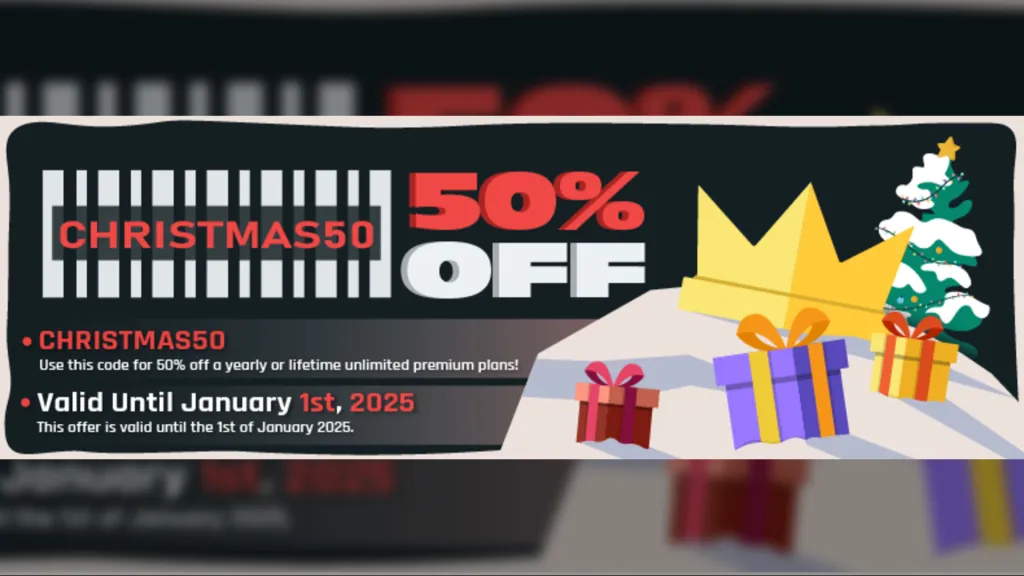 CHRISTMAS50
50%
OFF
• CHRISTMAS50
Use this code for 50% off a yearly or lifetime unlimited premium plans!
• Valid Until January 1st, 2025
This offer is valid until the 1st of January 2025.